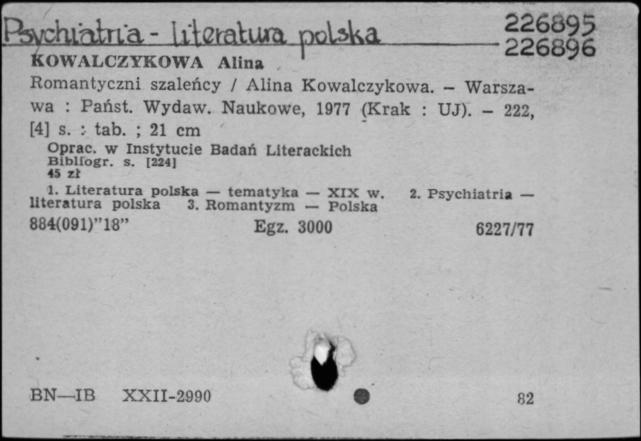 Psychiatria - literatura polska
226895
226896
KOWALCZYKOWA Alina
Romantyczni szaleńcy / Alina Kowalczykowa. — Warsza-
wa : Państ. Wydaw. Naukowe, 1977 (Krak : UJ). — 222,
[4] s. : tab. ; 21 cm
Oprac. w Instytucie Badań Literackich
Bibliogr. s. [224]
45 zł
1. Literatura polska — tematyka — XIX w. 2. Psychiatria —
literatura polska 3. Romantyzm — Polska
884(091)"18" Egz. 3000 6227/77
BN—IB XXII-2990 82